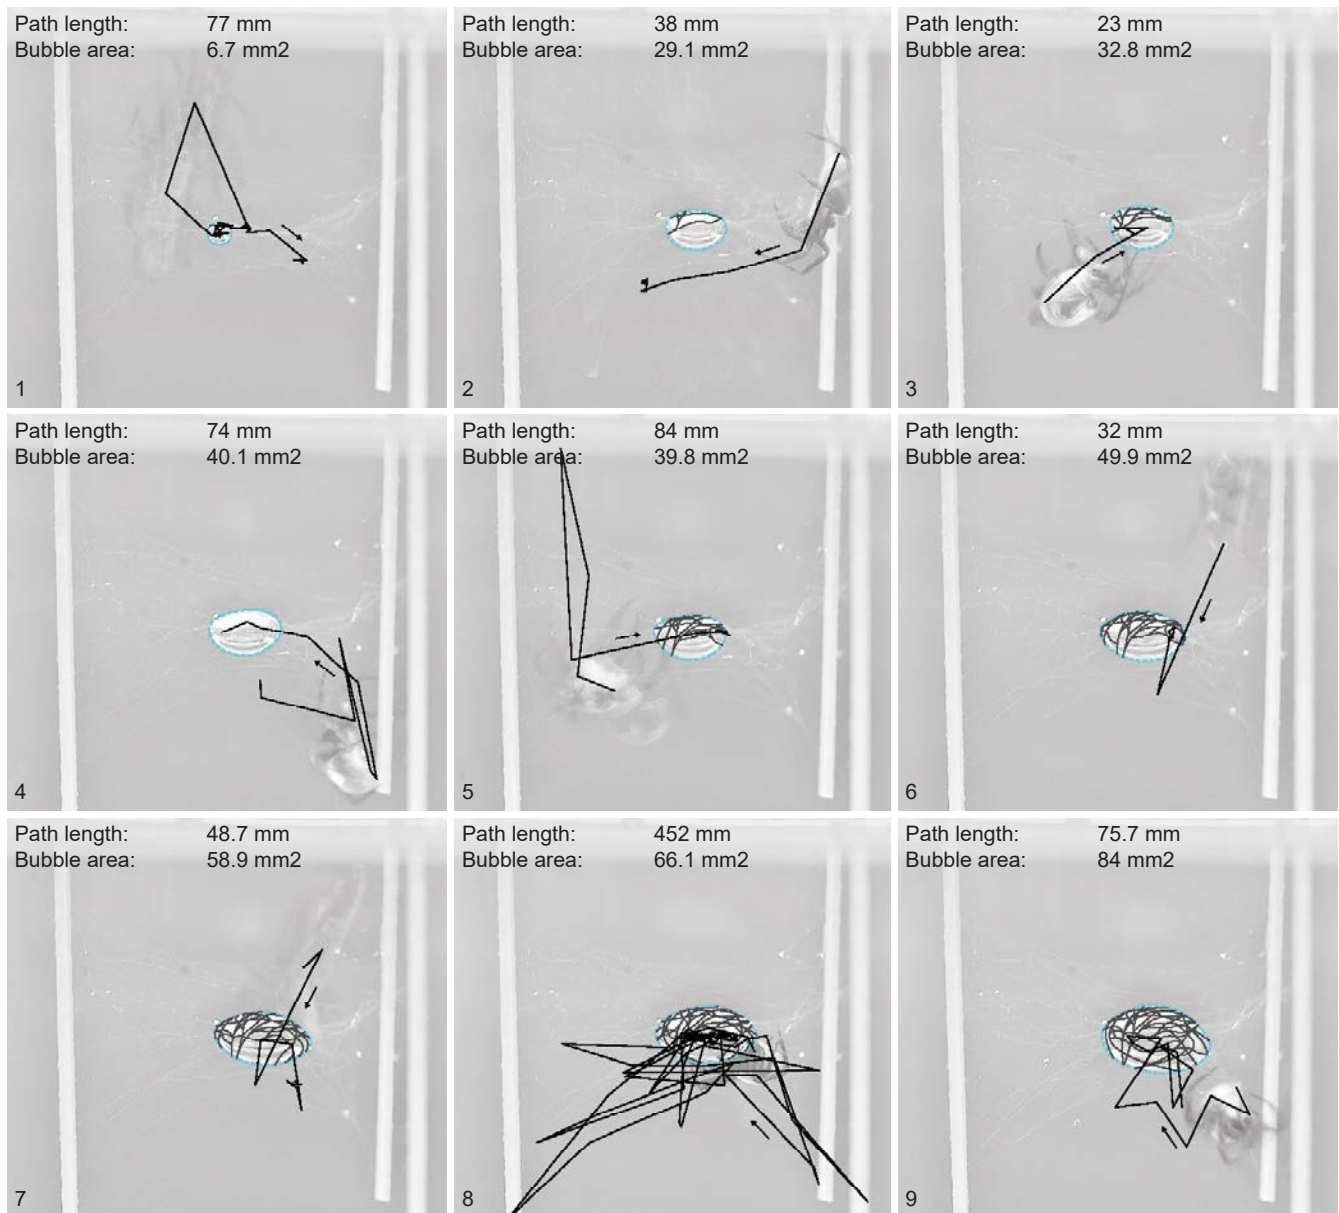 Path length: 77 mm
Bubble area: 6.7 mm2
1
Path length: 38 mm
Bubble area: 29.1 mm2
2
Path length: 23 mm
Bubble area: 32.8 mm2
3
Path length: 74 mm
Bubble area: 40.1 mm2
4
Path length: 84 mm
Bubble area: 39.8 mm2
5
Path length: 32 mm
Bubble area: 49.9 mm2
6
Path length: 48.7 mm
Bubble area: 58.9 mm2
7
Path length: 452 mm
Bubble area: 66.1 mm2
8
Path length: 75.7 mm
Bubble area: 84 mm2
9